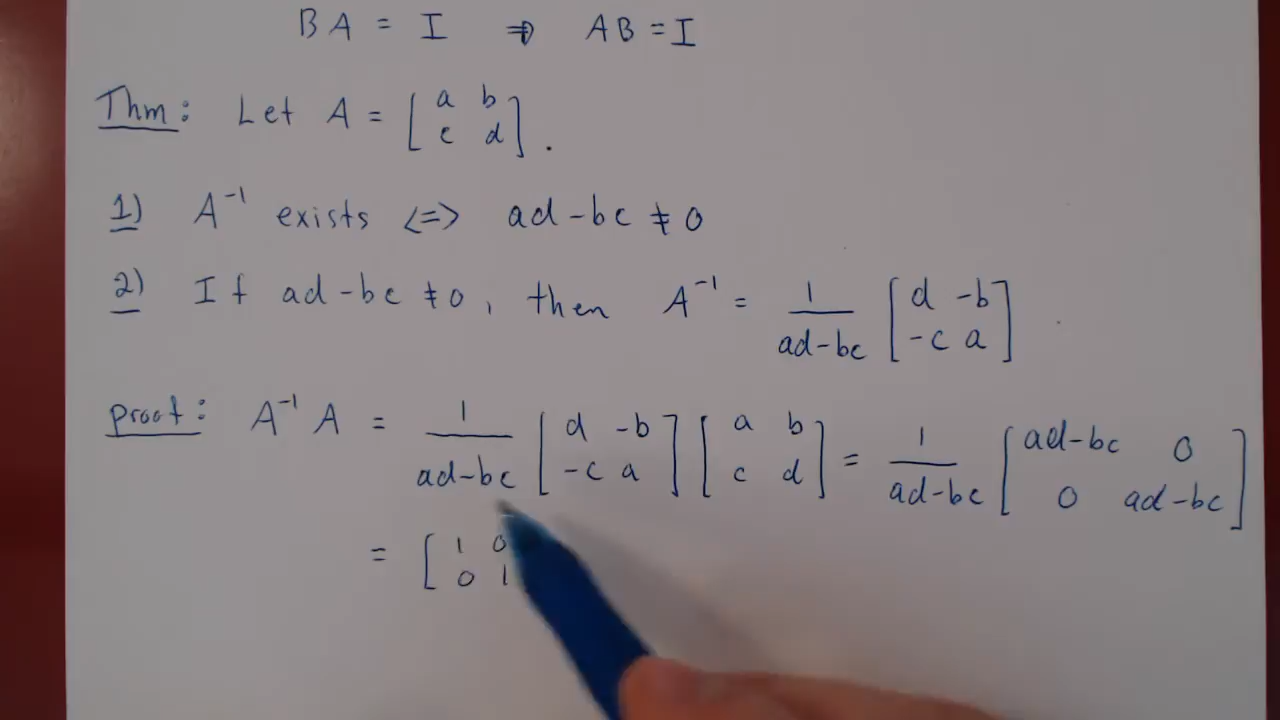 BA = I ⇒ AB = I
Thm: Let A = [ a b
c d ] .
1) A⁻¹ exists <=> ad-bc ≠ 0
2) If ad-bc ≠ 0, then A⁻¹ = 1/(ad-bc) [ d -b
-c a ]
Proof: A⁻¹ A = 1/(ad-bc) [ d -b
-c a ] [ a b
c d ] = 1/(ad-bc) [ ad-bc 0
0 ad-bc ]
= [ 1 0
0 1